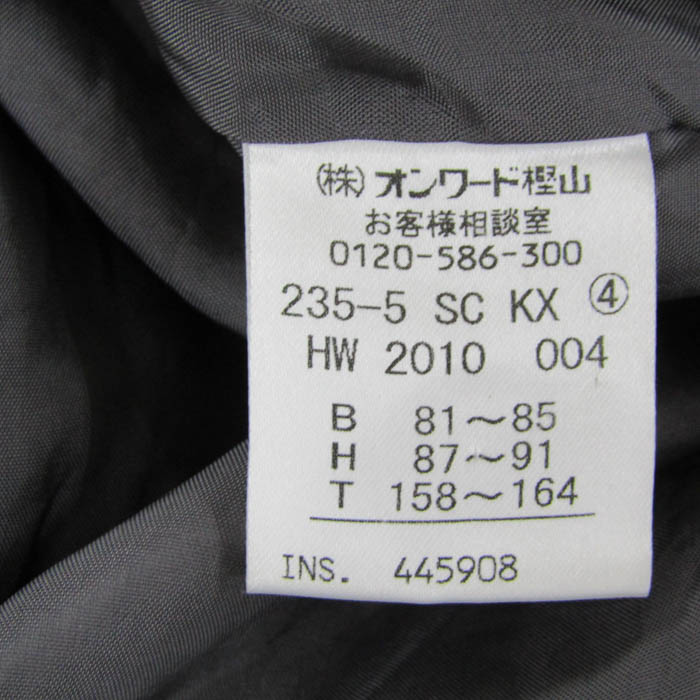 (株)オンワード樫山
お客様相談室
0120-586-300
235-5 SC KX ④
HW 2010 004
B 81〜85
H 87〜91
T 158〜164
INS. 445908